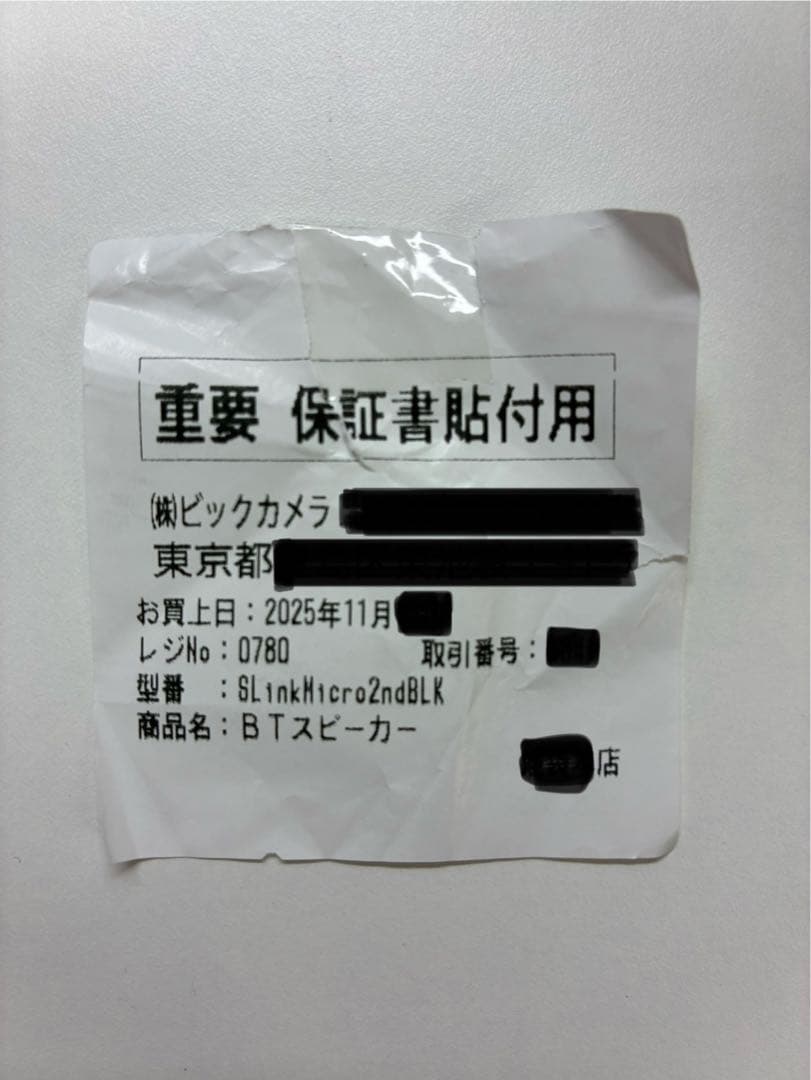 重要 保証書貼付用
㈱ビックカメラ
東京都
お買上日：2025年11月
レジNo：0780 取引番号：
型番 ：SLinkMicro2ndBLK
商品名：ＢＴスピーカー
店